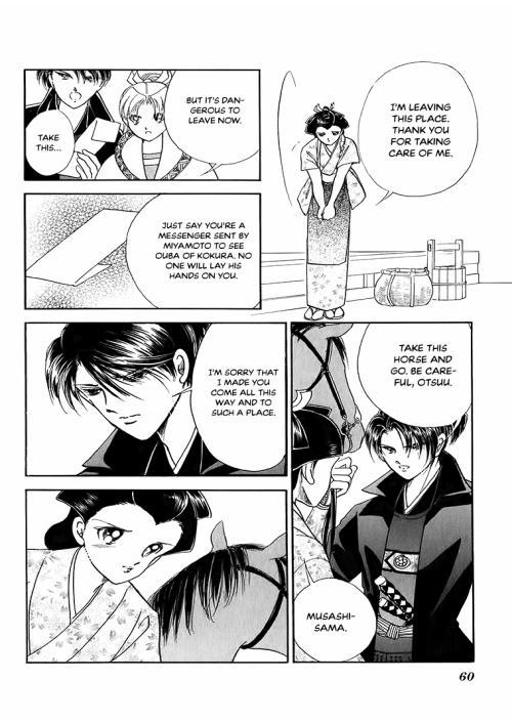 I'M LEAVING
THIS PLACE.
THANK YOU
FOR TAKING
CARE OF ME.
BUT IT'S DAN-
GEROUS TO
LEAVE NOW.
TAKE
THIS...
JUST SAY YOU'RE A
MESSENGER SENT BY
MIYAMOTO TO SEE
OUBA OF KOKURA. NO
ONE WILL LAY HIS
HANDS ON YOU.
TAKE THIS
HORSE AND
GO. BE CARE-
FUL, OTSUU.
MUSASHI-
SAMA.
I'M SORRY THAT
I MADE YOU
COME ALL THIS
WAY AND TO
SUCH A PLACE.
60